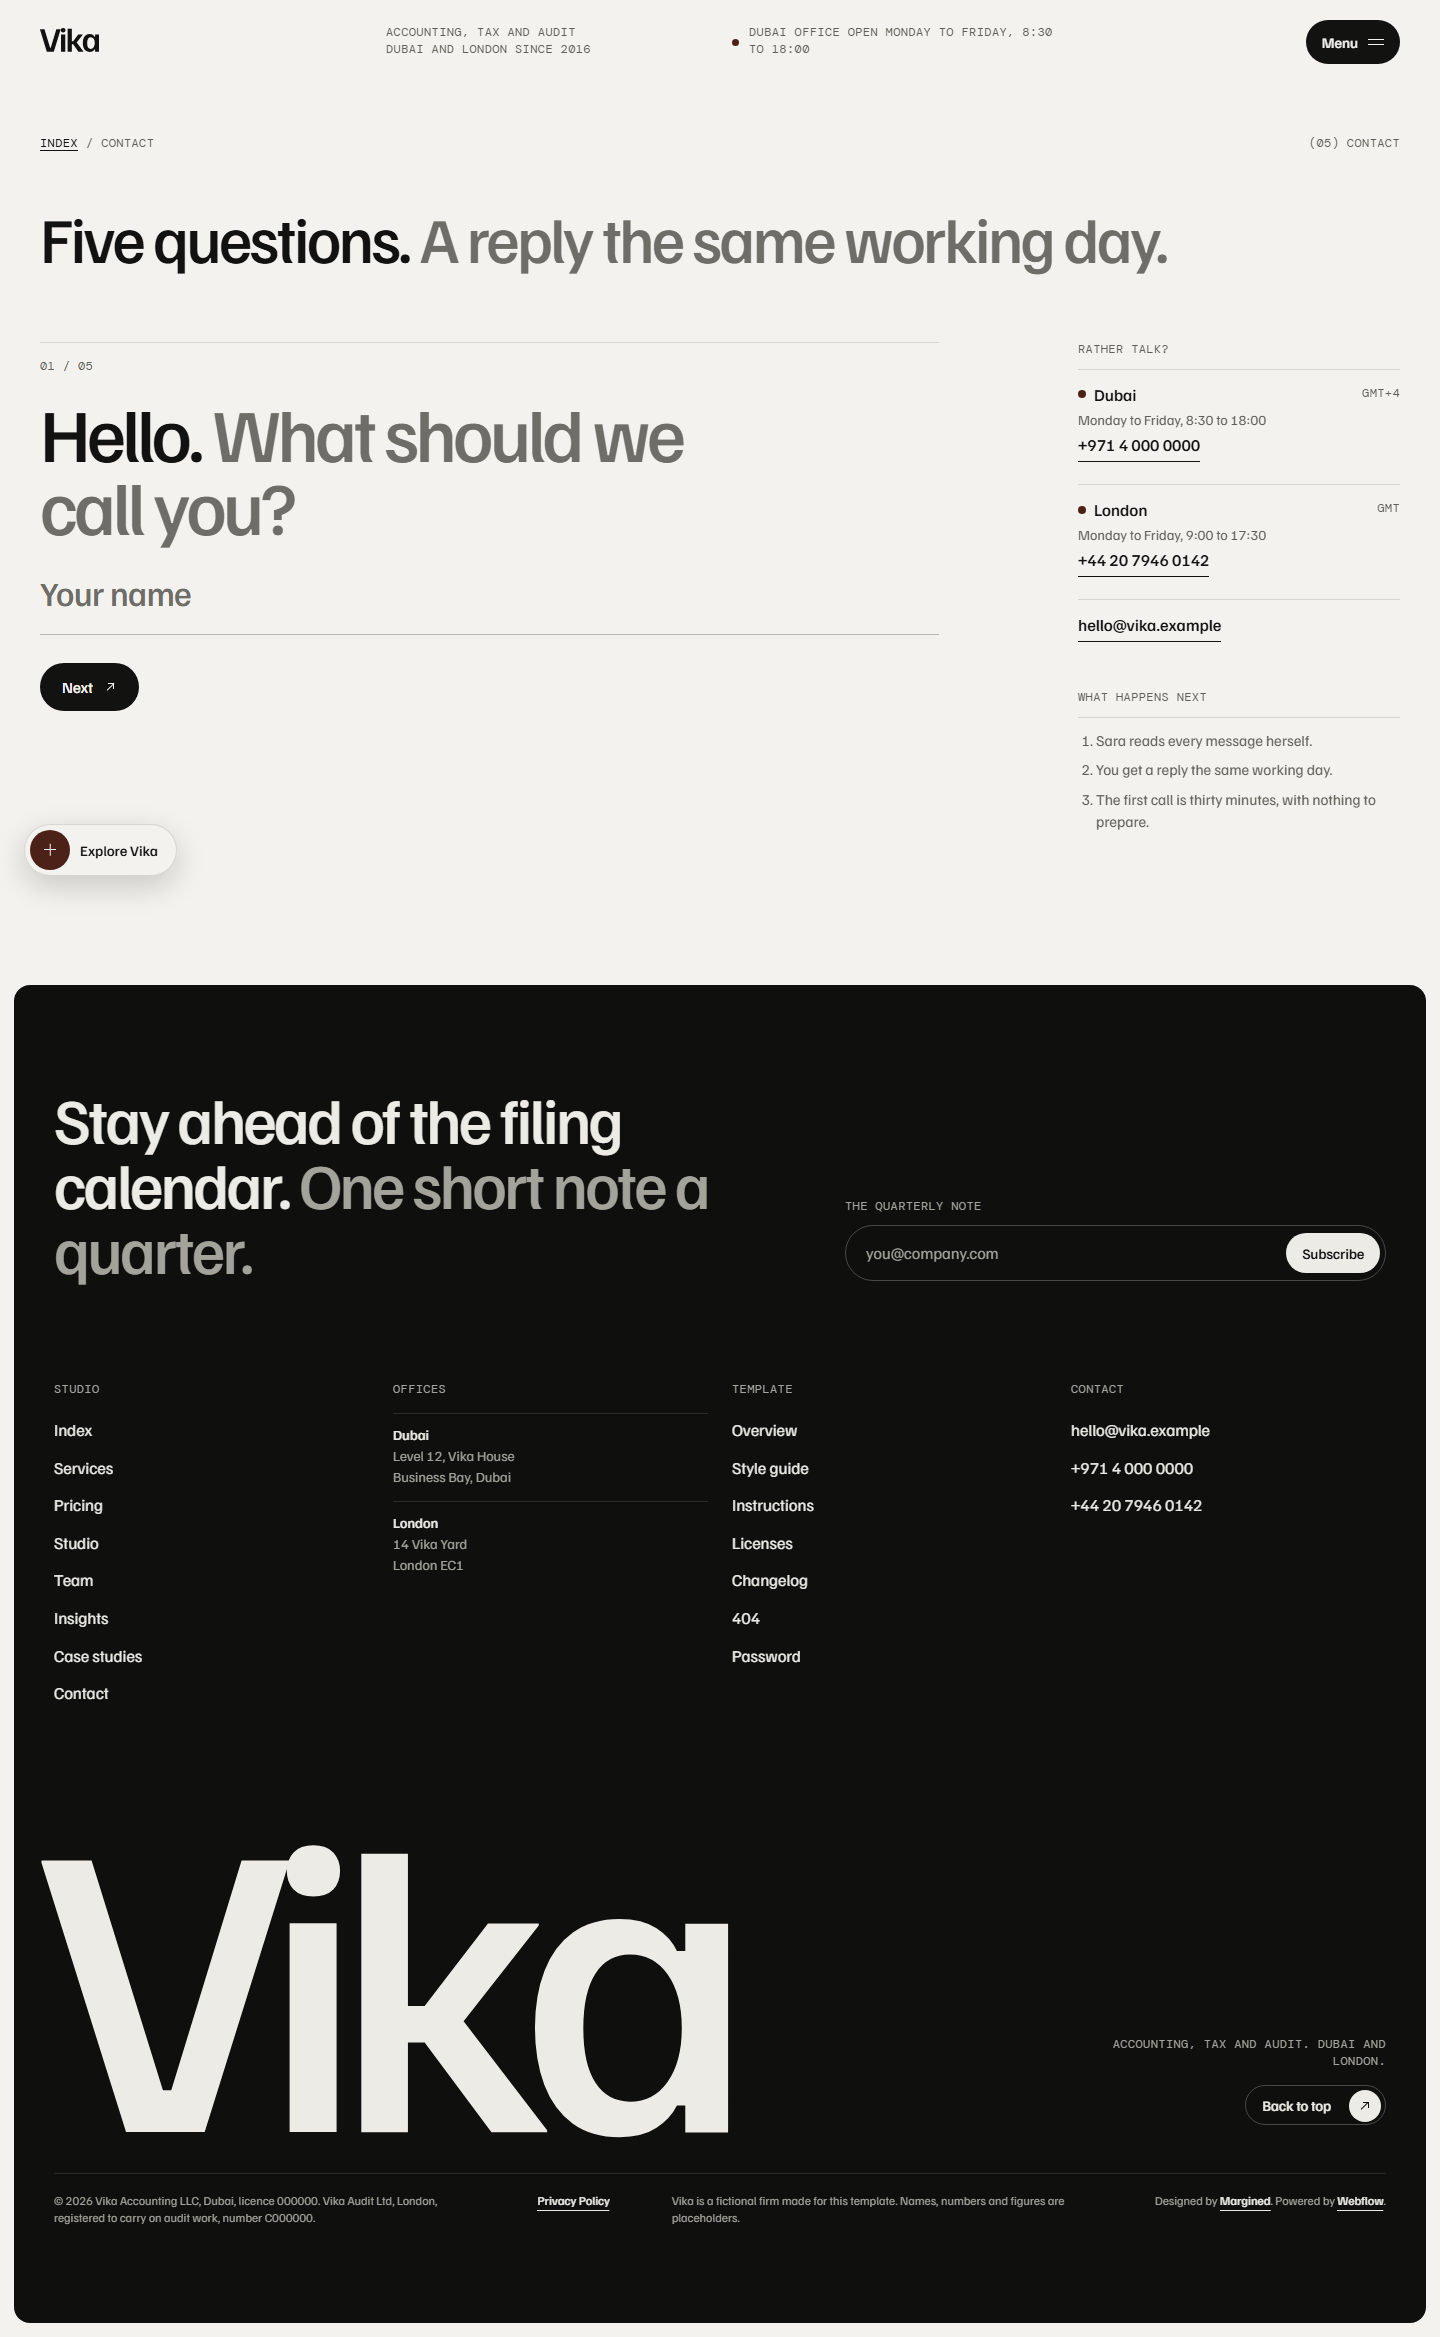 Vika
ACCOUNTING, TAX AND AUDIT
DUBAI AND LONDON SINCE 2016
DUBAI OFFICE OPEN MONDAY TO FRIDAY, 8:30
TO 18:00
Menu
INDEX / CONTACT
(05) CONTACT
Five questions. A reply the same working day.
01 / 05
Hello. What should we
call you?
Your name
Next
RATHER TALK?
Dubai
GMT+4
Monday to Friday, 8:30 to 18:00
+971 4 000 0000
London
GMT
Monday to Friday, 9:00 to 17:30
+44 20 7946 0142
hello@vika.example
WHAT HAPPENS NEXT
1. Sara reads every message herself.
2. You get a reply the same working day.
3. The first call is thirty minutes, with nothing to
prepare.
Explore Vika
Stay ahead of the filing
calendar. One short note a
quarter.
THE QUARTERLY NOTE
you@company.com
Subscribe
STUDIO
Index
Services
Pricing
Studio
Team
Insights
Case studies
Contact
OFFICES
Dubai
Level 12, Vika House
Business Bay, Dubai
London
14 Vika Yard
London EC1
TEMPLATE
Overview
Style guide
Instructions
Licenses
Changelog
404
Password
CONTACT
hello@vika.example
+971 4 000 0000
+44 20 7946 0142
Vika
ACCOUNTING, TAX AND AUDIT. DUBAI AND
LONDON.
Back to top
© 2026 Vika Accounting LLC, Dubai, licence 000000. Vika Audit Ltd, London,
registered to carry on audit work, number C000000.
Privacy Policy
Vika is a fictional firm made for this template. Names, numbers and figures are
placeholders.
Designed by Margined. Powered by Webflow.